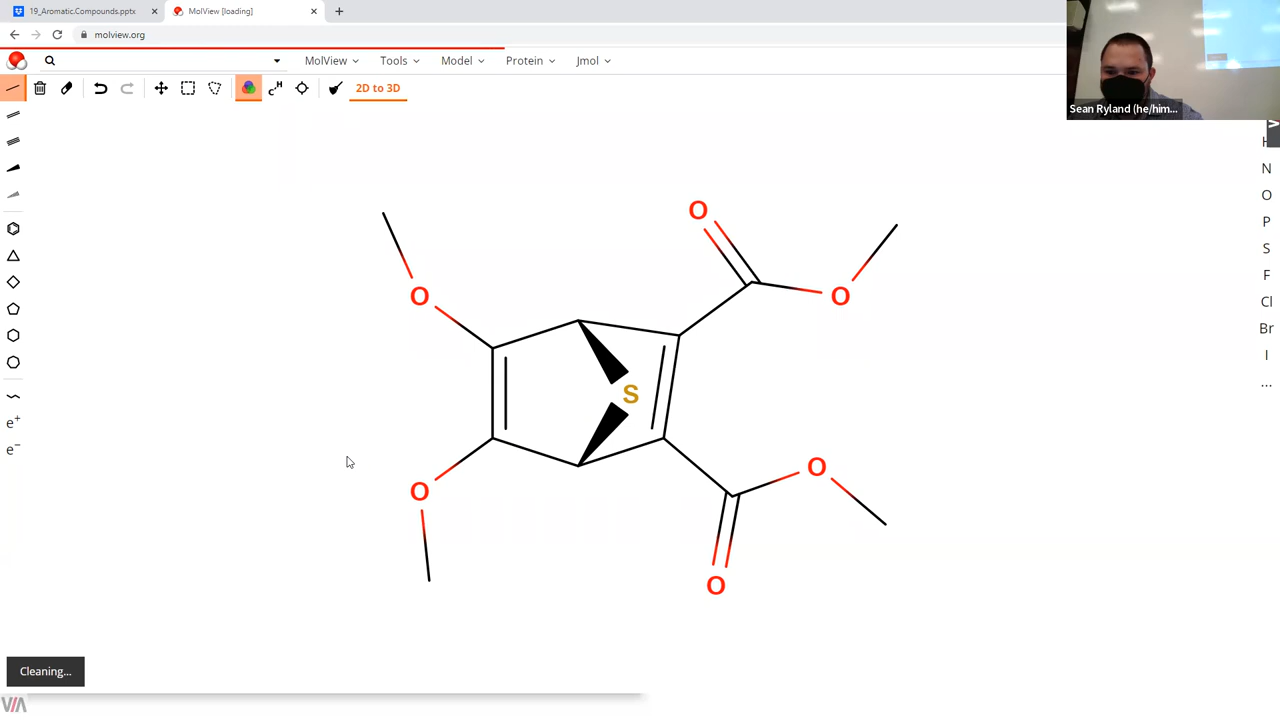 19_Aromatic.Compounds.pptx
MolView [loading]
molview.org
MolView Tools Model Protein Jmol
2D to 3D
Sean Ryland (he/him...
H
N
O
P
S
F
Cl
Br
I
...
e+
e−
O
O
O
O
S
O
O
Cleaning...
VIA